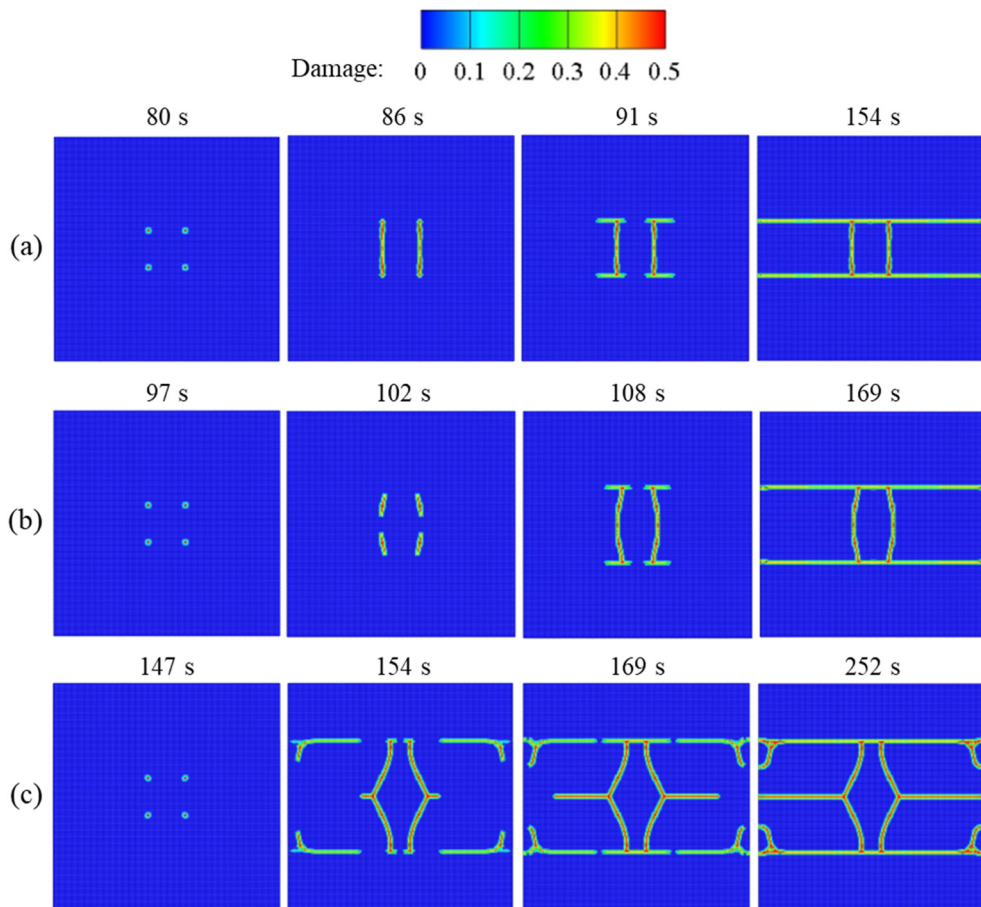 Damage: 0 0.1 0.2 0.3 0.4 0.5
80 s 86 s 91 s 154 s
(a)
97 s 102 s 108 s 169 s
(b)
147 s 154 s 169 s 252 s
(c)